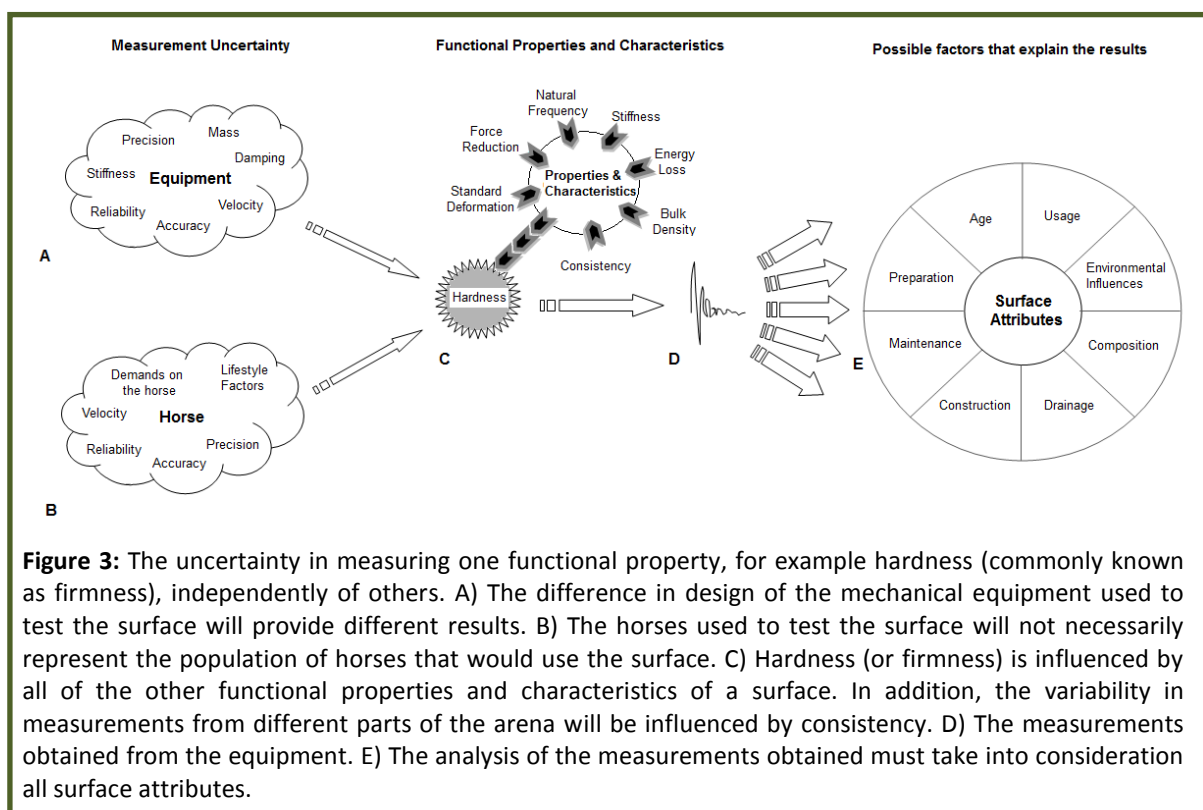 Measurement Uncertainty
Functional Properties and Characteristics
Possible factors that explain the results
Precision
Mass
Damping
Stiffness
Equipment
Velocity
Reliability
Accuracy
A
Demands on
the horse
Lifestyle
Factors
Velocity
Horse
Reliability
Precision
Accuracy
B
Natural
Frequency
Stiffness
Force
Reduction
Energy
Loss
Properties &
Characteristics
Standard
Deformation
Bulk
Density
Consistency
Hardness
C
D
E
Age
Usage
Preparation
Environmental
Influences
Surface
Attributes
Maintenance
Composition
Construction
Drainage
Figure 3: The uncertainty in measuring one functional property, for example hardness (commonly known
as firmness), independently of others. A) The difference in design of the mechanical equipment used to
test the surface will provide different results. B) The horses used to test the surface will not necessarily
represent the population of horses that would use the surface. C) Hardness (or firmness) is influenced by
all of the other functional properties and characteristics of a surface. In addition, the variability in
measurements from different parts of the arena will be influenced by consistency. D) The measurements
obtained from the equipment. E) The analysis of the measurements obtained must take into consideration
all surface attributes.